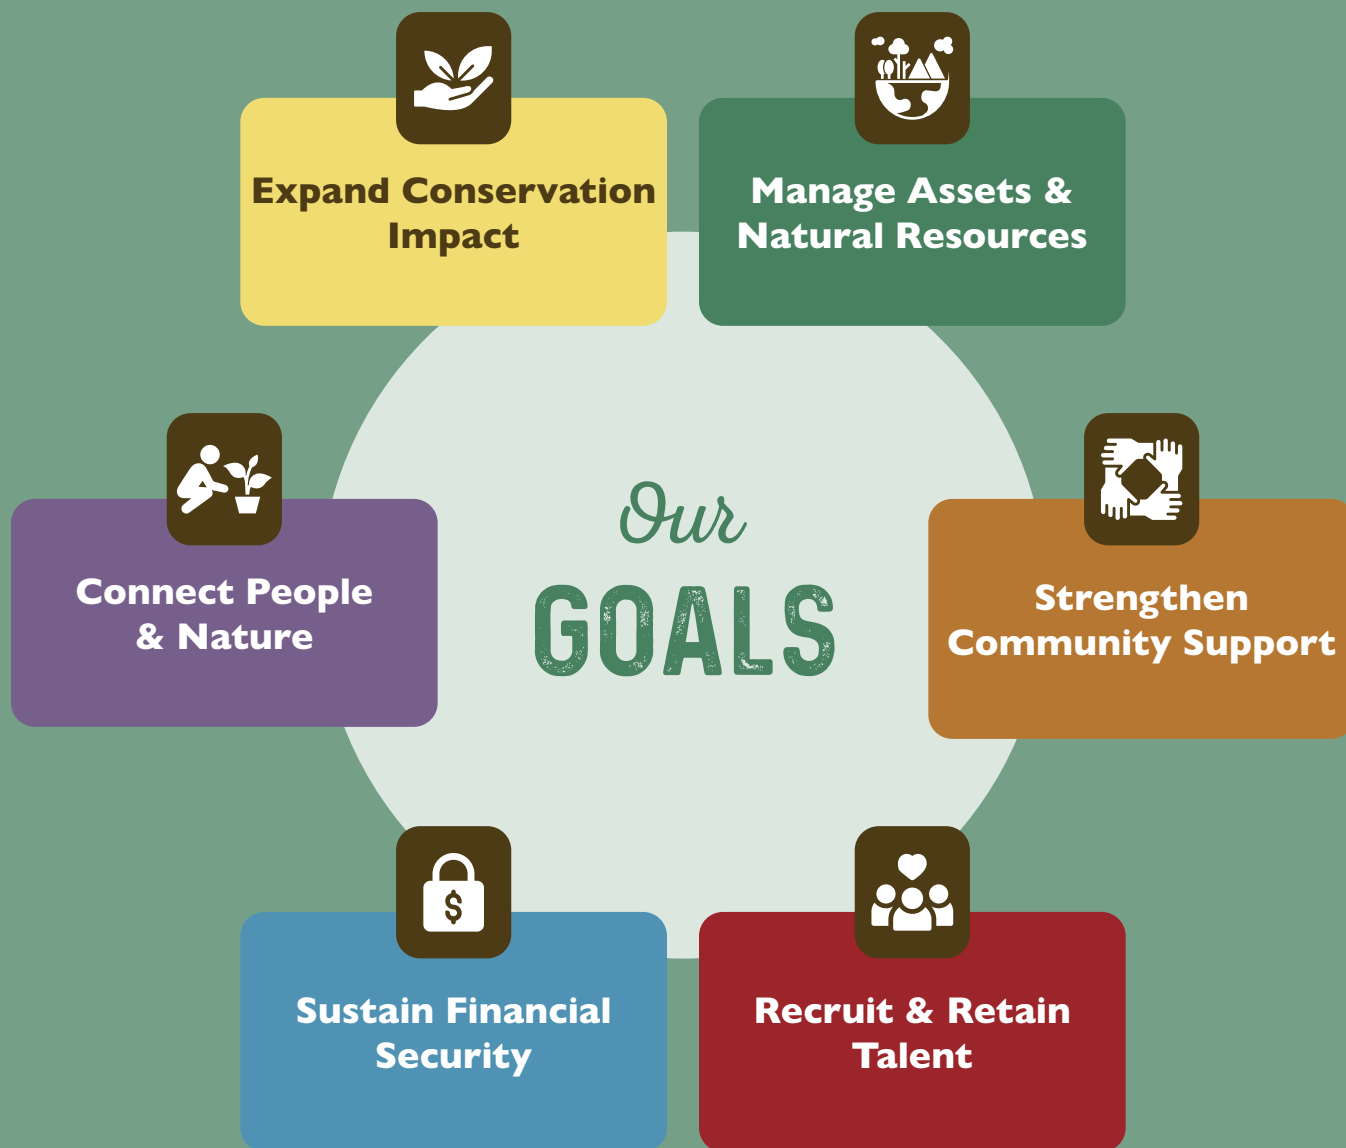 Expand Conservation
Impact
Manage Assets &
Natural Resources
Connect People
& Nature
Our
GOALS
Strengthen
Community Support
Sustain Financial
Security
$
Recruit & Retain
Talent